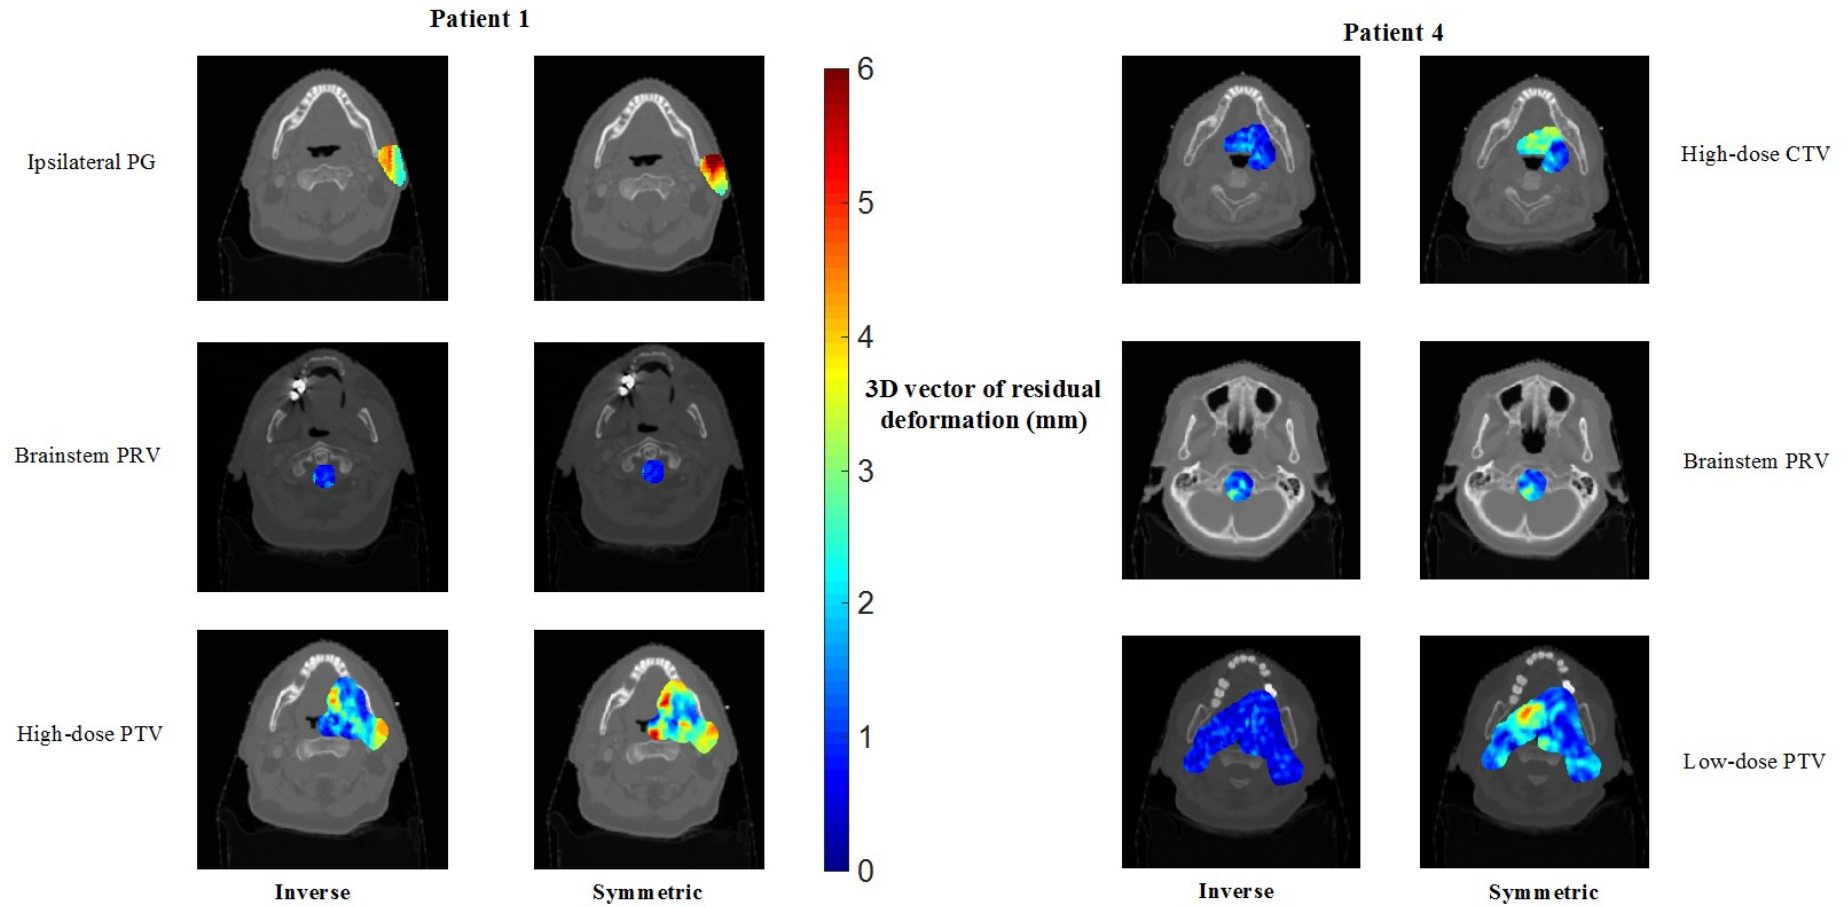 Patient 1
Patient 4
Ipsilateral PG
High-dose CTV
6
5
4
3
2
1
0
3D vector of residual
deformation (mm)
Brainstem PRV
Brainstem PRV
High-dose PTV
Low-dose PTV
Inverse
Symmetric
Inverse
Symmetric